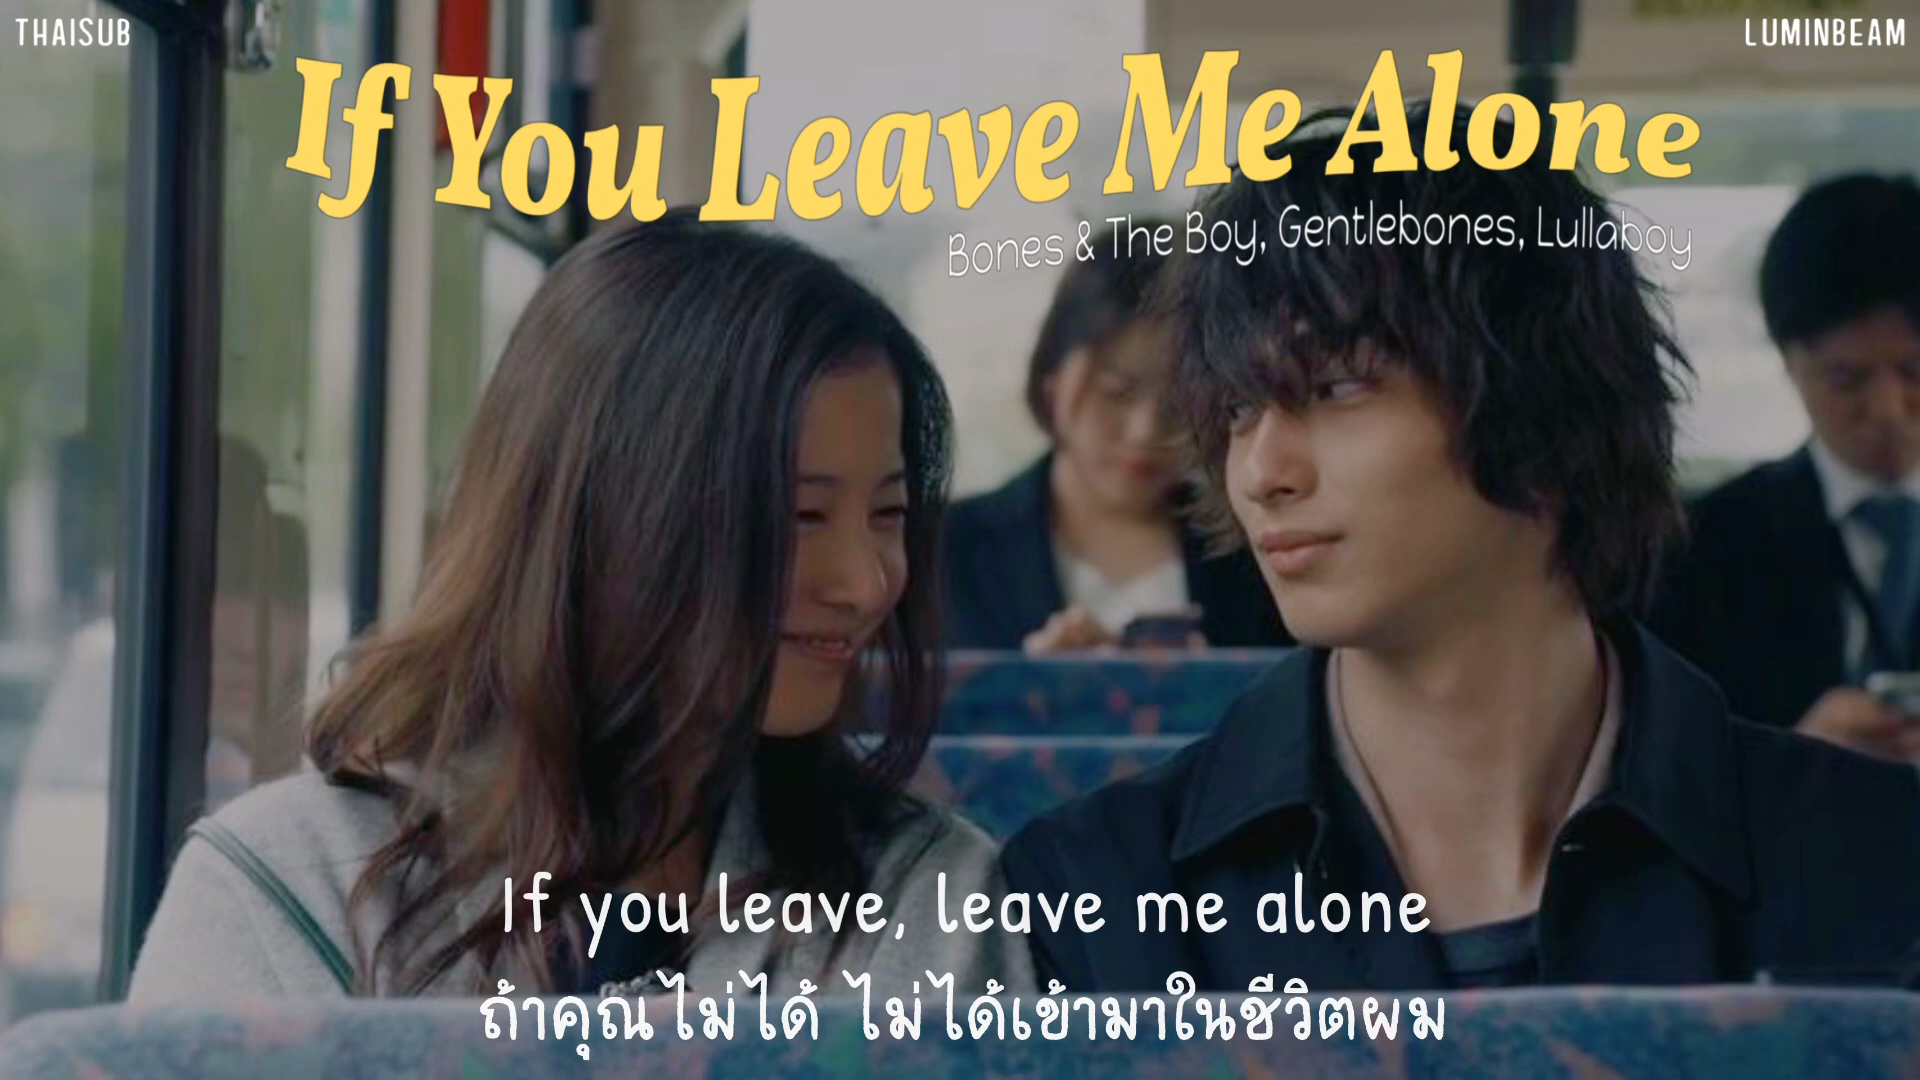 THAISUB
LUMINBEAM
If You Leave Me Alone
Bones & The Boy, Gentlebones, Lullaboy
If you leave, leave me alone
ถ้าคุณไม่ได้ ไม่ได้เข้ามาในชีวิตผม